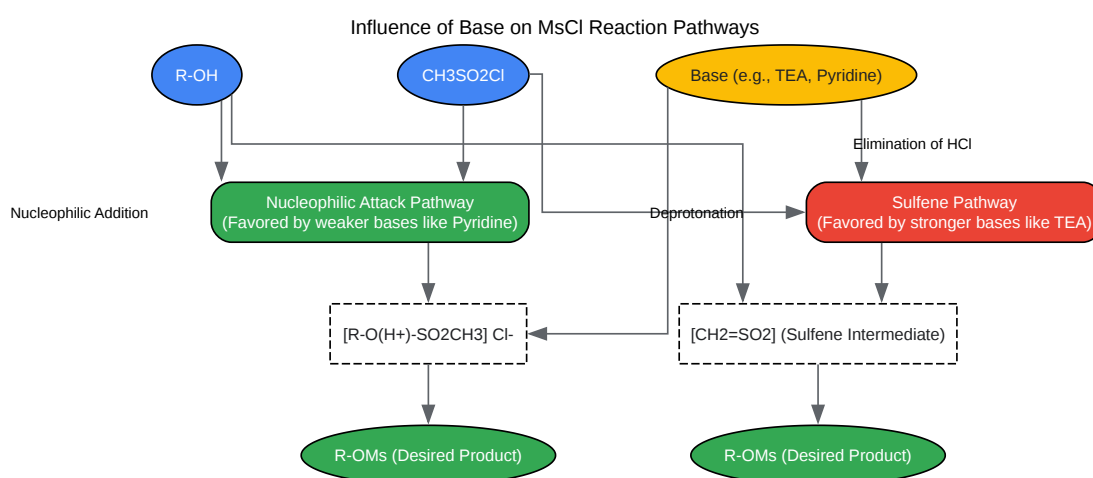 Influence of Base on MsCl Reaction Pathways
R-OH
CH3SO2Cl
Base (e.g., TEA, Pyridine)
Elimination of HCl
Nucleophilic Addition
Nucleophilic Attack Pathway
(Favored by weaker bases like Pyridine)
Deprotonation
Sulfene Pathway
(Favored by stronger bases like TEA)
[R-O(H+)-SO2CH3] Cl-
[CH2=SO2] (Sulfene Intermediate)
R-OMs (Desired Product)
R-OMs (Desired Product)